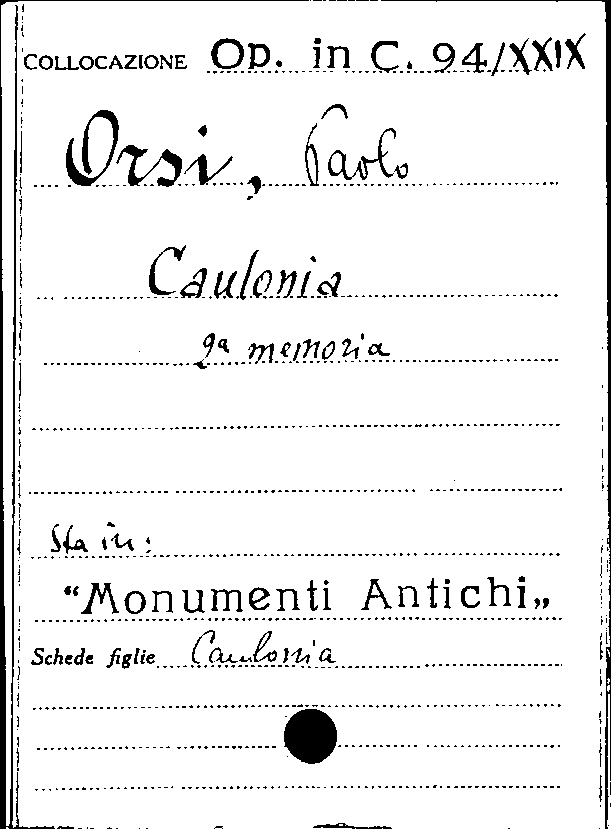 COLLOCAZIONE Op. in C. 94/XXIX
Orsi, Paolo
Caulonia
2ª memoria
Sta in:
“Monumenti Antichi„
Schede figlie Caulonia